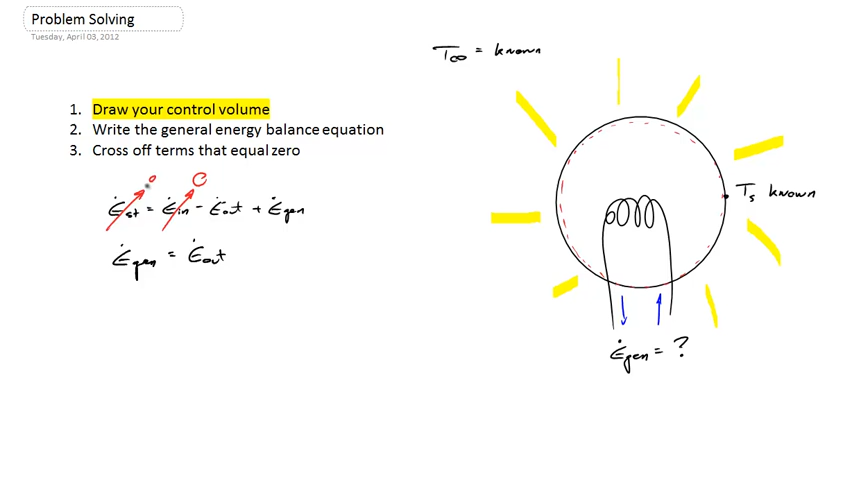 Problem Solving
Tuesday, April 03, 2012
T∞ = known
1. Draw your control volume
2. Write the general energy balance equation
3. Cross off terms that equal zero
0 0
Ėst = Ėin - Ėout + Ėgen
Ts known
Ėgen = Ėout
Ėgen = ?